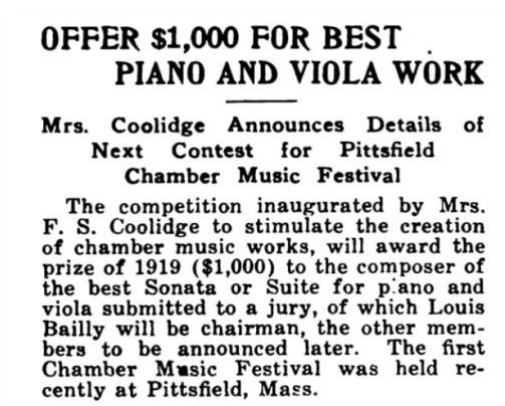 OFFER $1,000 FOR BEST
PIANO AND VIOLA WORK
Mrs. Coolidge Announces Details of
Next Contest for Pittsfield
Chamber Music Festival
The competition inaugurated by Mrs.
F. S. Coolidge to stimulate the creation
of chamber music works, will award the
prize of 1919 ($1,000) to the composer of
the best Sonata or Suite for piano and
viola submitted to a jury, of which Louis
Bailly will be chairman, the other mem-
bers to be announced later. The first
Chamber Music Festival was held re-
cently at Pittsfield, Mass.